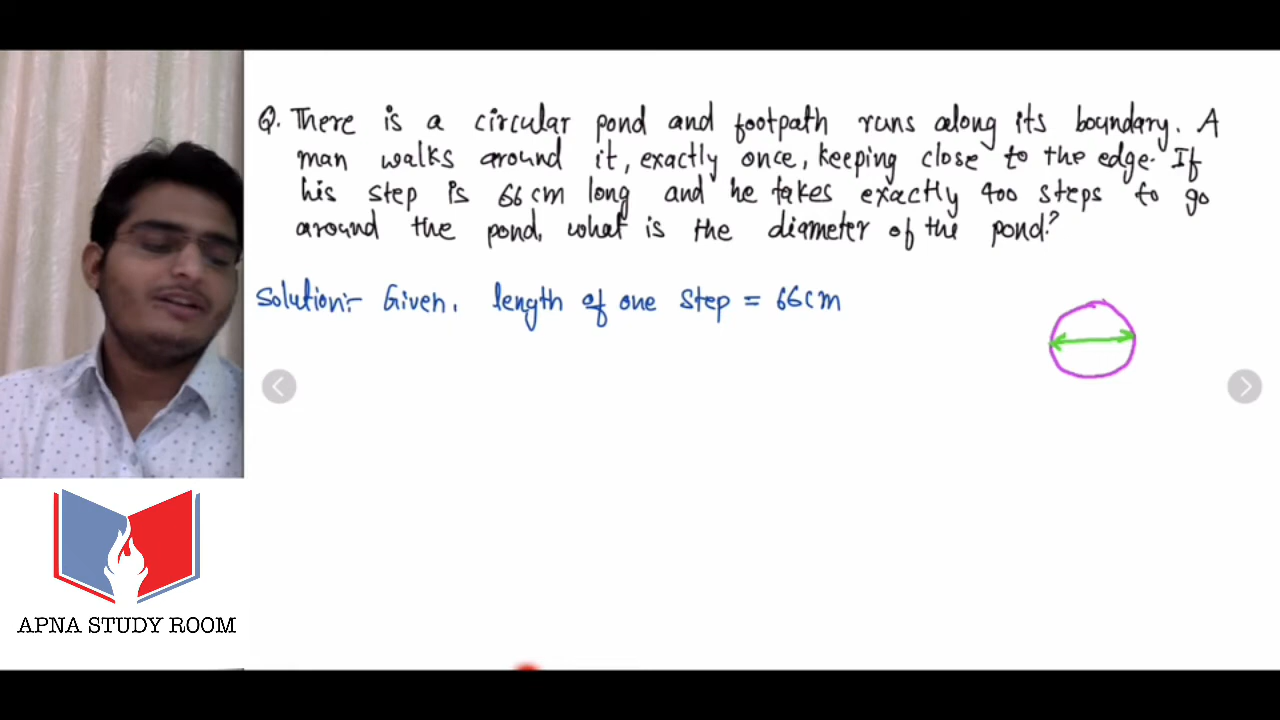 Q. There is a circular pond and footpath runs along its boundary. A
man walks around it, exactly once, keeping close to the edge. If
his step is 66 cm long and he takes exactly 400 steps to go
around the pond, what is the diameter of the pond?
Solution:- Given, length of one step = 66cm
APNA STUDY ROOM